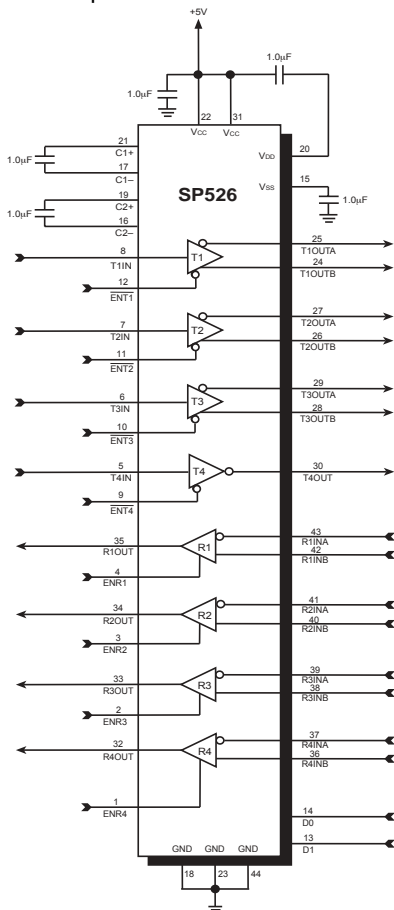 +5V
1.0µF
1.0µF
22
31
VCC
VCC
21
C1+
1.0µF
17
C1–
19
C2+
1.0µF
16
C2–
SP526
20
VDD
15
VSS
1.0µF
8
T1IN
T1
25
T1OUTA
24
T1OUTB
12
ENT1
7
T2IN
T2
27
T2OUTA
26
T2OUTB
11
ENT2
6
T3IN
T3
29
T3OUTA
28
T3OUTB
10
ENT3
5
T4IN
T4
30
T4OUT
9
ENT4
35
R1OUT
R1
43
R1INA
42
R1INB
4
ENR1
34
R2OUT
R2
41
R2INA
40
R2INB
3
ENR2
33
R3OUT
R3
39
R3INA
38
R3INB
2
ENR3
32
R4OUT
R4
37
R4INA
36
R4INB
1
ENR4
14
D0
13
D1
GND GND GND
18 23 44